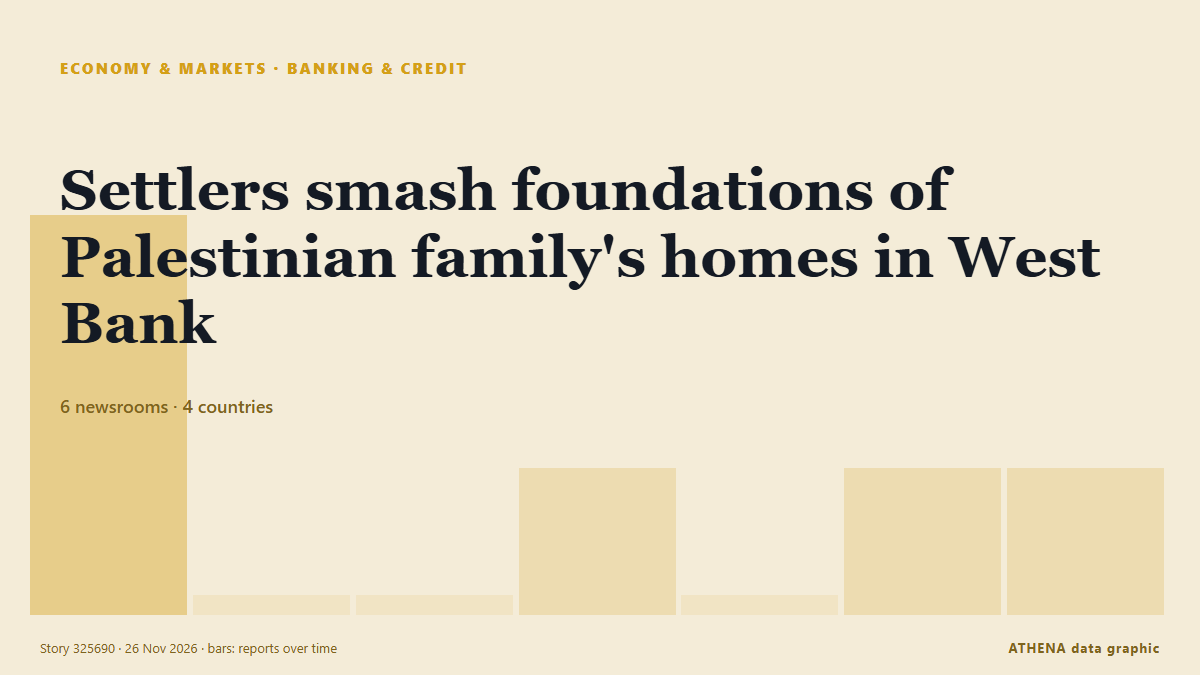 ECONOMY & MARKETS · BANKING & CREDIT
Settlers smash foundations of
Palestinian family's homes in West
Bank
6 newsrooms · 4 countries
Story 325690 · 26 Nov 2026 · bars: reports over time
ATHENA data graphic